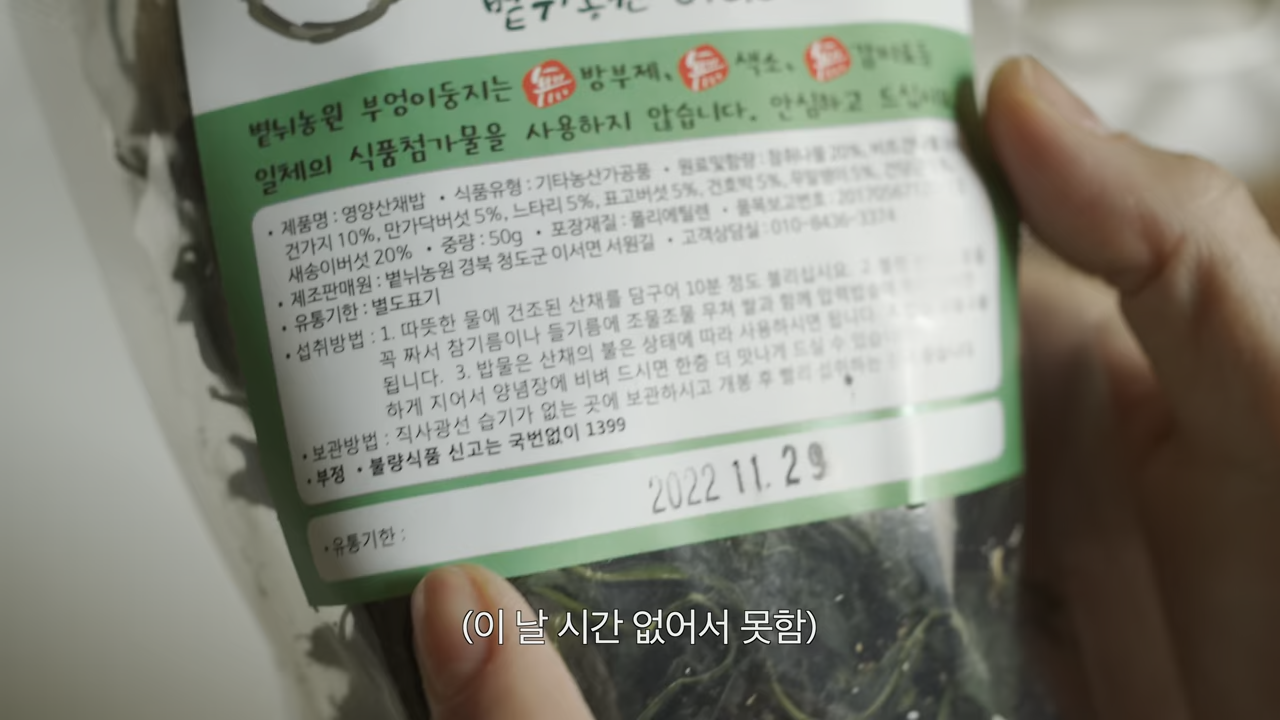 볕뉘농원
볕뉘농원 부엉이둥지는 無 방부제, 無 색소, 無
일체의 식품첨가물을 사용하지 않습니다. 안심하고
• 제품명 : 영양산채밥 • 식품유형 : 기타농산가공품 • 원료및함량 : 참취나물 20%,
건가지 10%, 만가닥버섯 5%, 느타리 5%, 표고버섯 5%, 건호박 5%,
새송이버섯 20% • 중량 : 50g • 포장재질 : 폴리에틸렌 • 품목보고번호 :
• 제조판매원 : 볕뉘농원 경북 청도군 이서면 서원길 • 고객상담실 : 010-8436-3374
• 유통기한 : 별도표기
• 섭취방법 : 1. 따뜻한 물에 건조된 산채를 담구어 10분 정도 불리십시요. 2
꼭 짜서 참기름이나 들기름에 조물조물 무쳐 쌀과 함께
됩니다. 3. 밥물은 산채의 불은 상태에 따라 사용하시면 됩니다.
하게 지어서 양념장에 비벼 드시면 한층 더 맛나게 드실 수
• 보관방법 : 직사광선 습기가 없는 곳에 보관하시고 개봉 후 빨리
• 부정 • 불량식품 신고는 국번없이 1399
2022 11. 29
• 유통기한 :
(이 날 시간 없어서 못함)